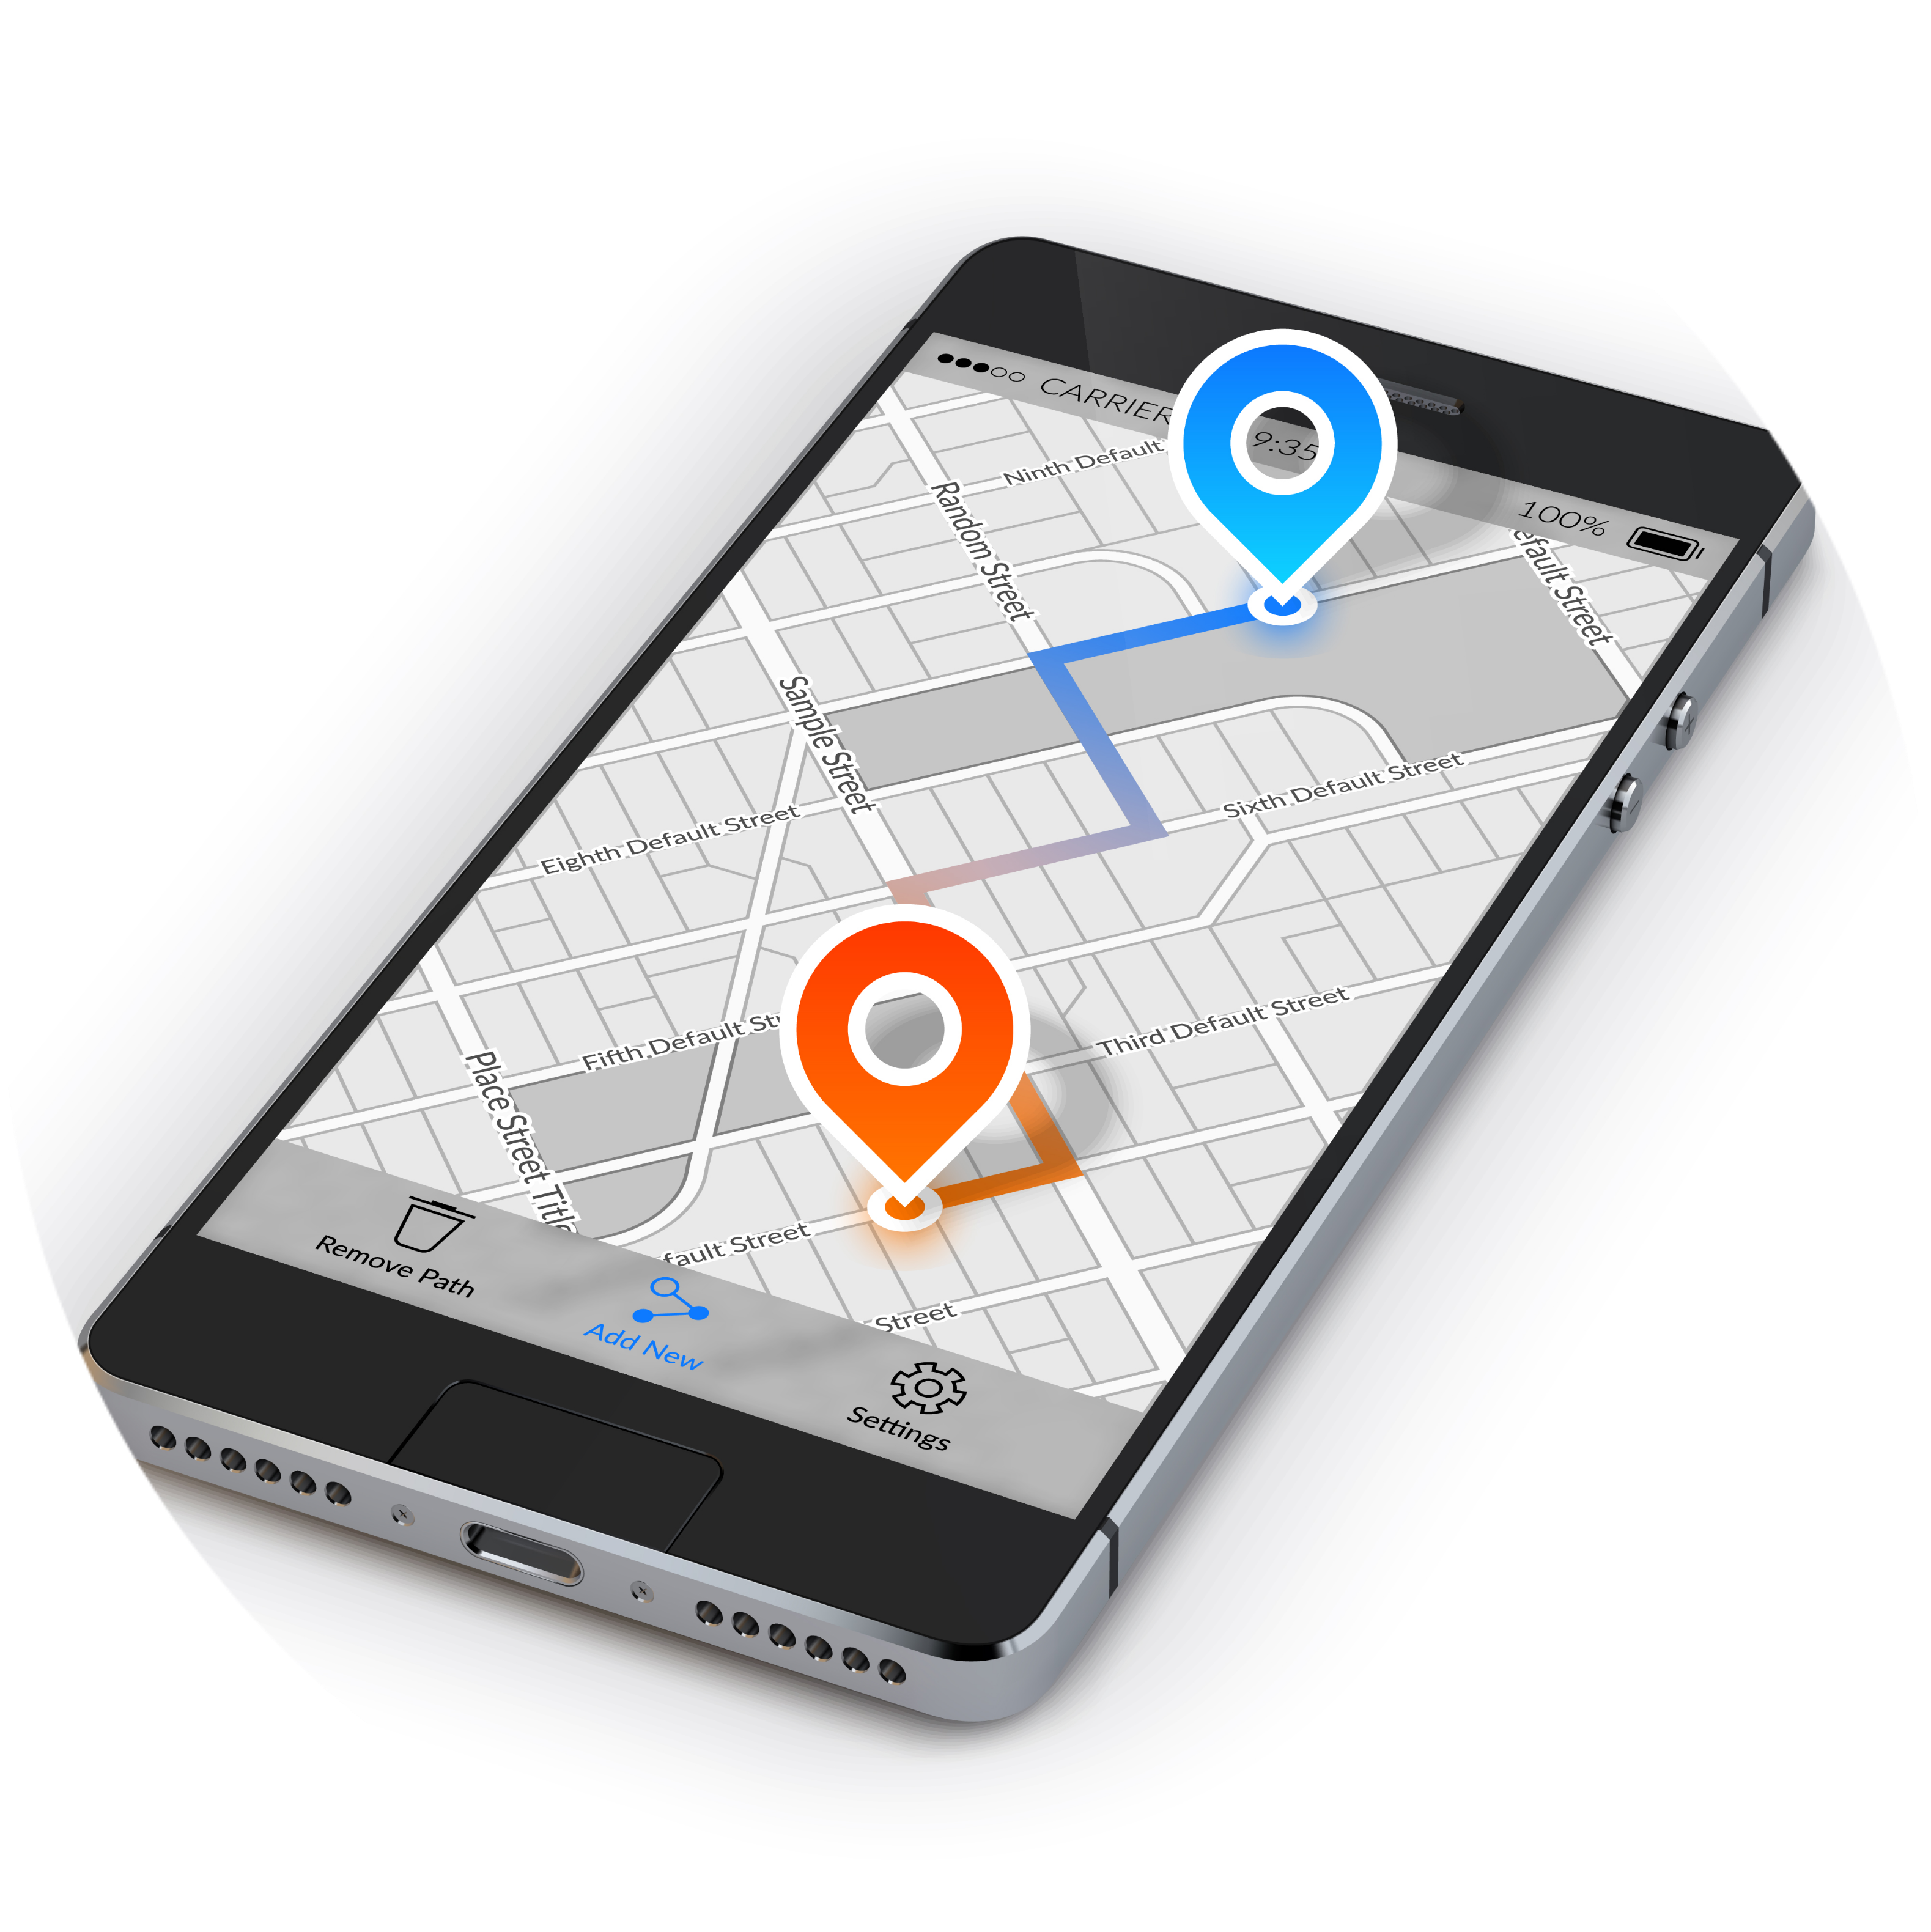 CARRIER
9:35
100%
Ninth Default
Random Street
efault Street
Sample Street
Sixth Default Street
Eighth Default Street
Fifth Default Str
Third Default Street
Place Street Title
fault Street
Street
Remove Path
Add New
Settings